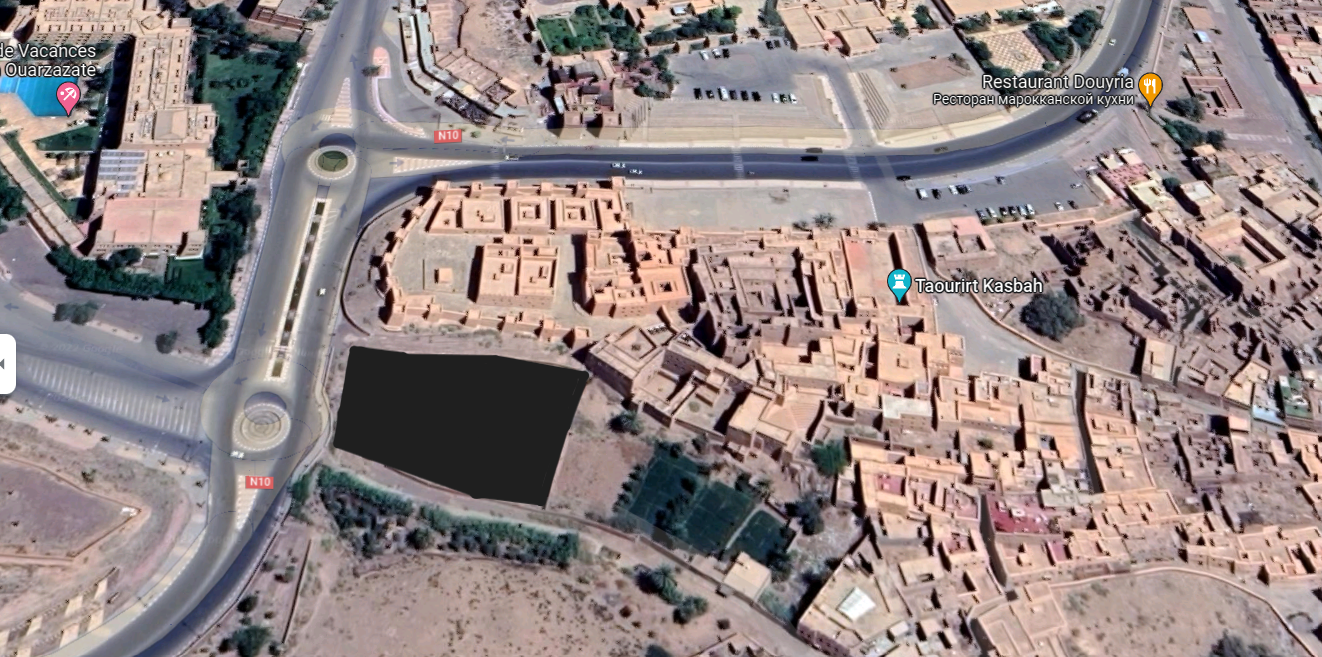 de Vacances
Ouarzazate
N10
Restaurant Douyria
Ресторан марокканской кухни
Taourirt Kasbah
N10